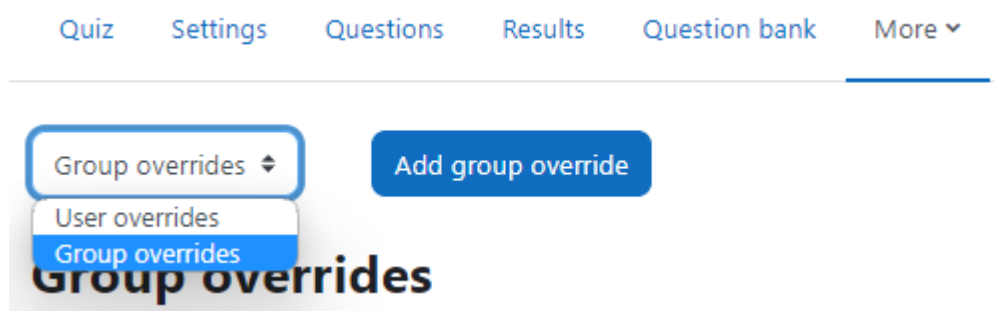 Quiz Settings Questions Results Question bank More
Group overrides Add group override
User overrides
Group overrides
Group overrides